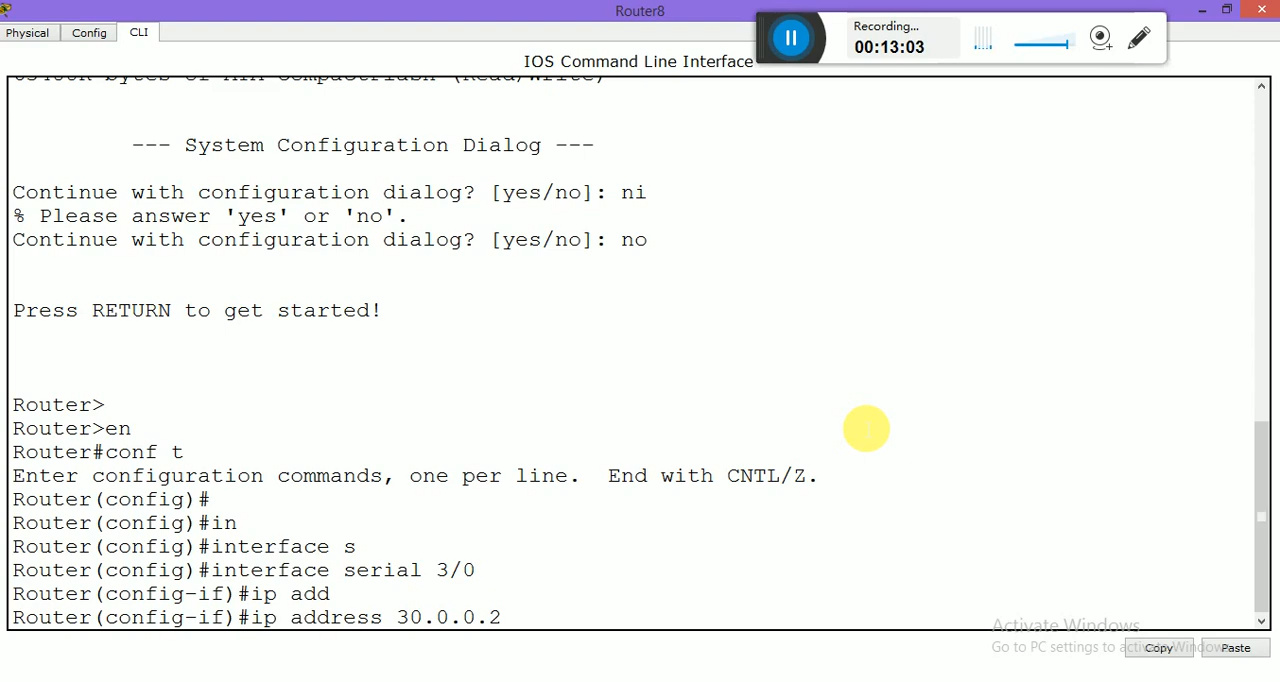 Router8
Physical Config CLI
Recording...
00:13:03
IOS Command Line Interface
--- System Configuration Dialog ---
Continue with configuration dialog? [yes/no]: ni
% Please answer 'yes' or 'no'.
Continue with configuration dialog? [yes/no]: no
Press RETURN to get started!
Router>
Router>en
Router#conf t
Enter configuration commands, one per line.  End with CNTL/Z.
Router(config)#
Router(config)#in
Router(config)#interface s
Router(config)#interface serial 3/0
Router(config-if)#ip add
Router(config-if)#ip address 30.0.0.2
Activate Windows
Go to PC settings to activate Windows.
Copy Paste